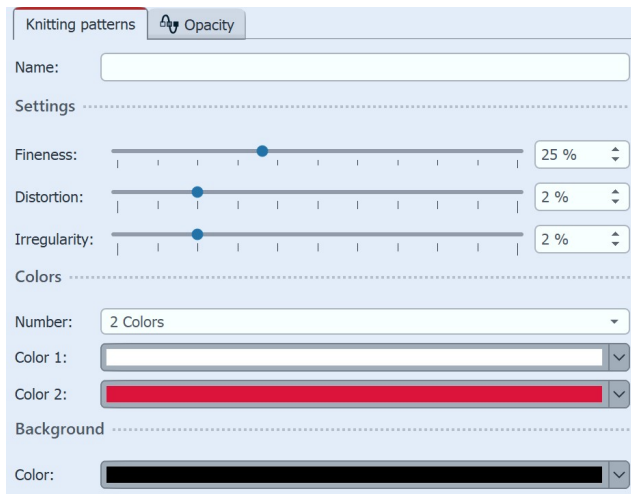 Knitting patterns Opacity
Name:
Settings
Fineness: 25 %
Distortion: 2 %
Irregularity: 2 %
Colors
Number: 2 Colors
Color 1:
Color 2:
Background
Color: